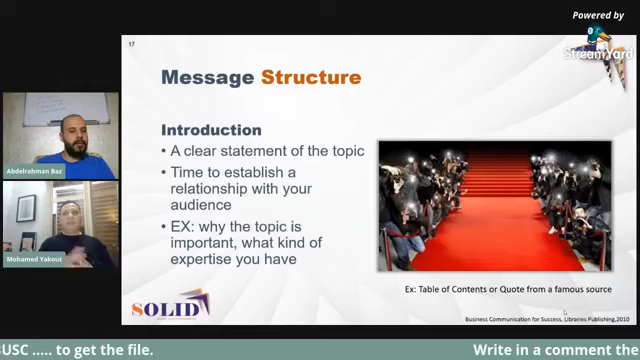 Powered by
StreamYard
17
Message Structure
Introduction
• A clear statement of the topic
• Time to establish a
relationship with your
audience
• EX: why the topic is
important, what kind of
expertise you have
Ex: Table of Contents or Quote from a famous source
SOLID
Business Communication for Success, Libraries Publishing,2010
Abdelrahman Baz
Mohamed Yakout
BUSC ..... to get the file.
Write in a comment the